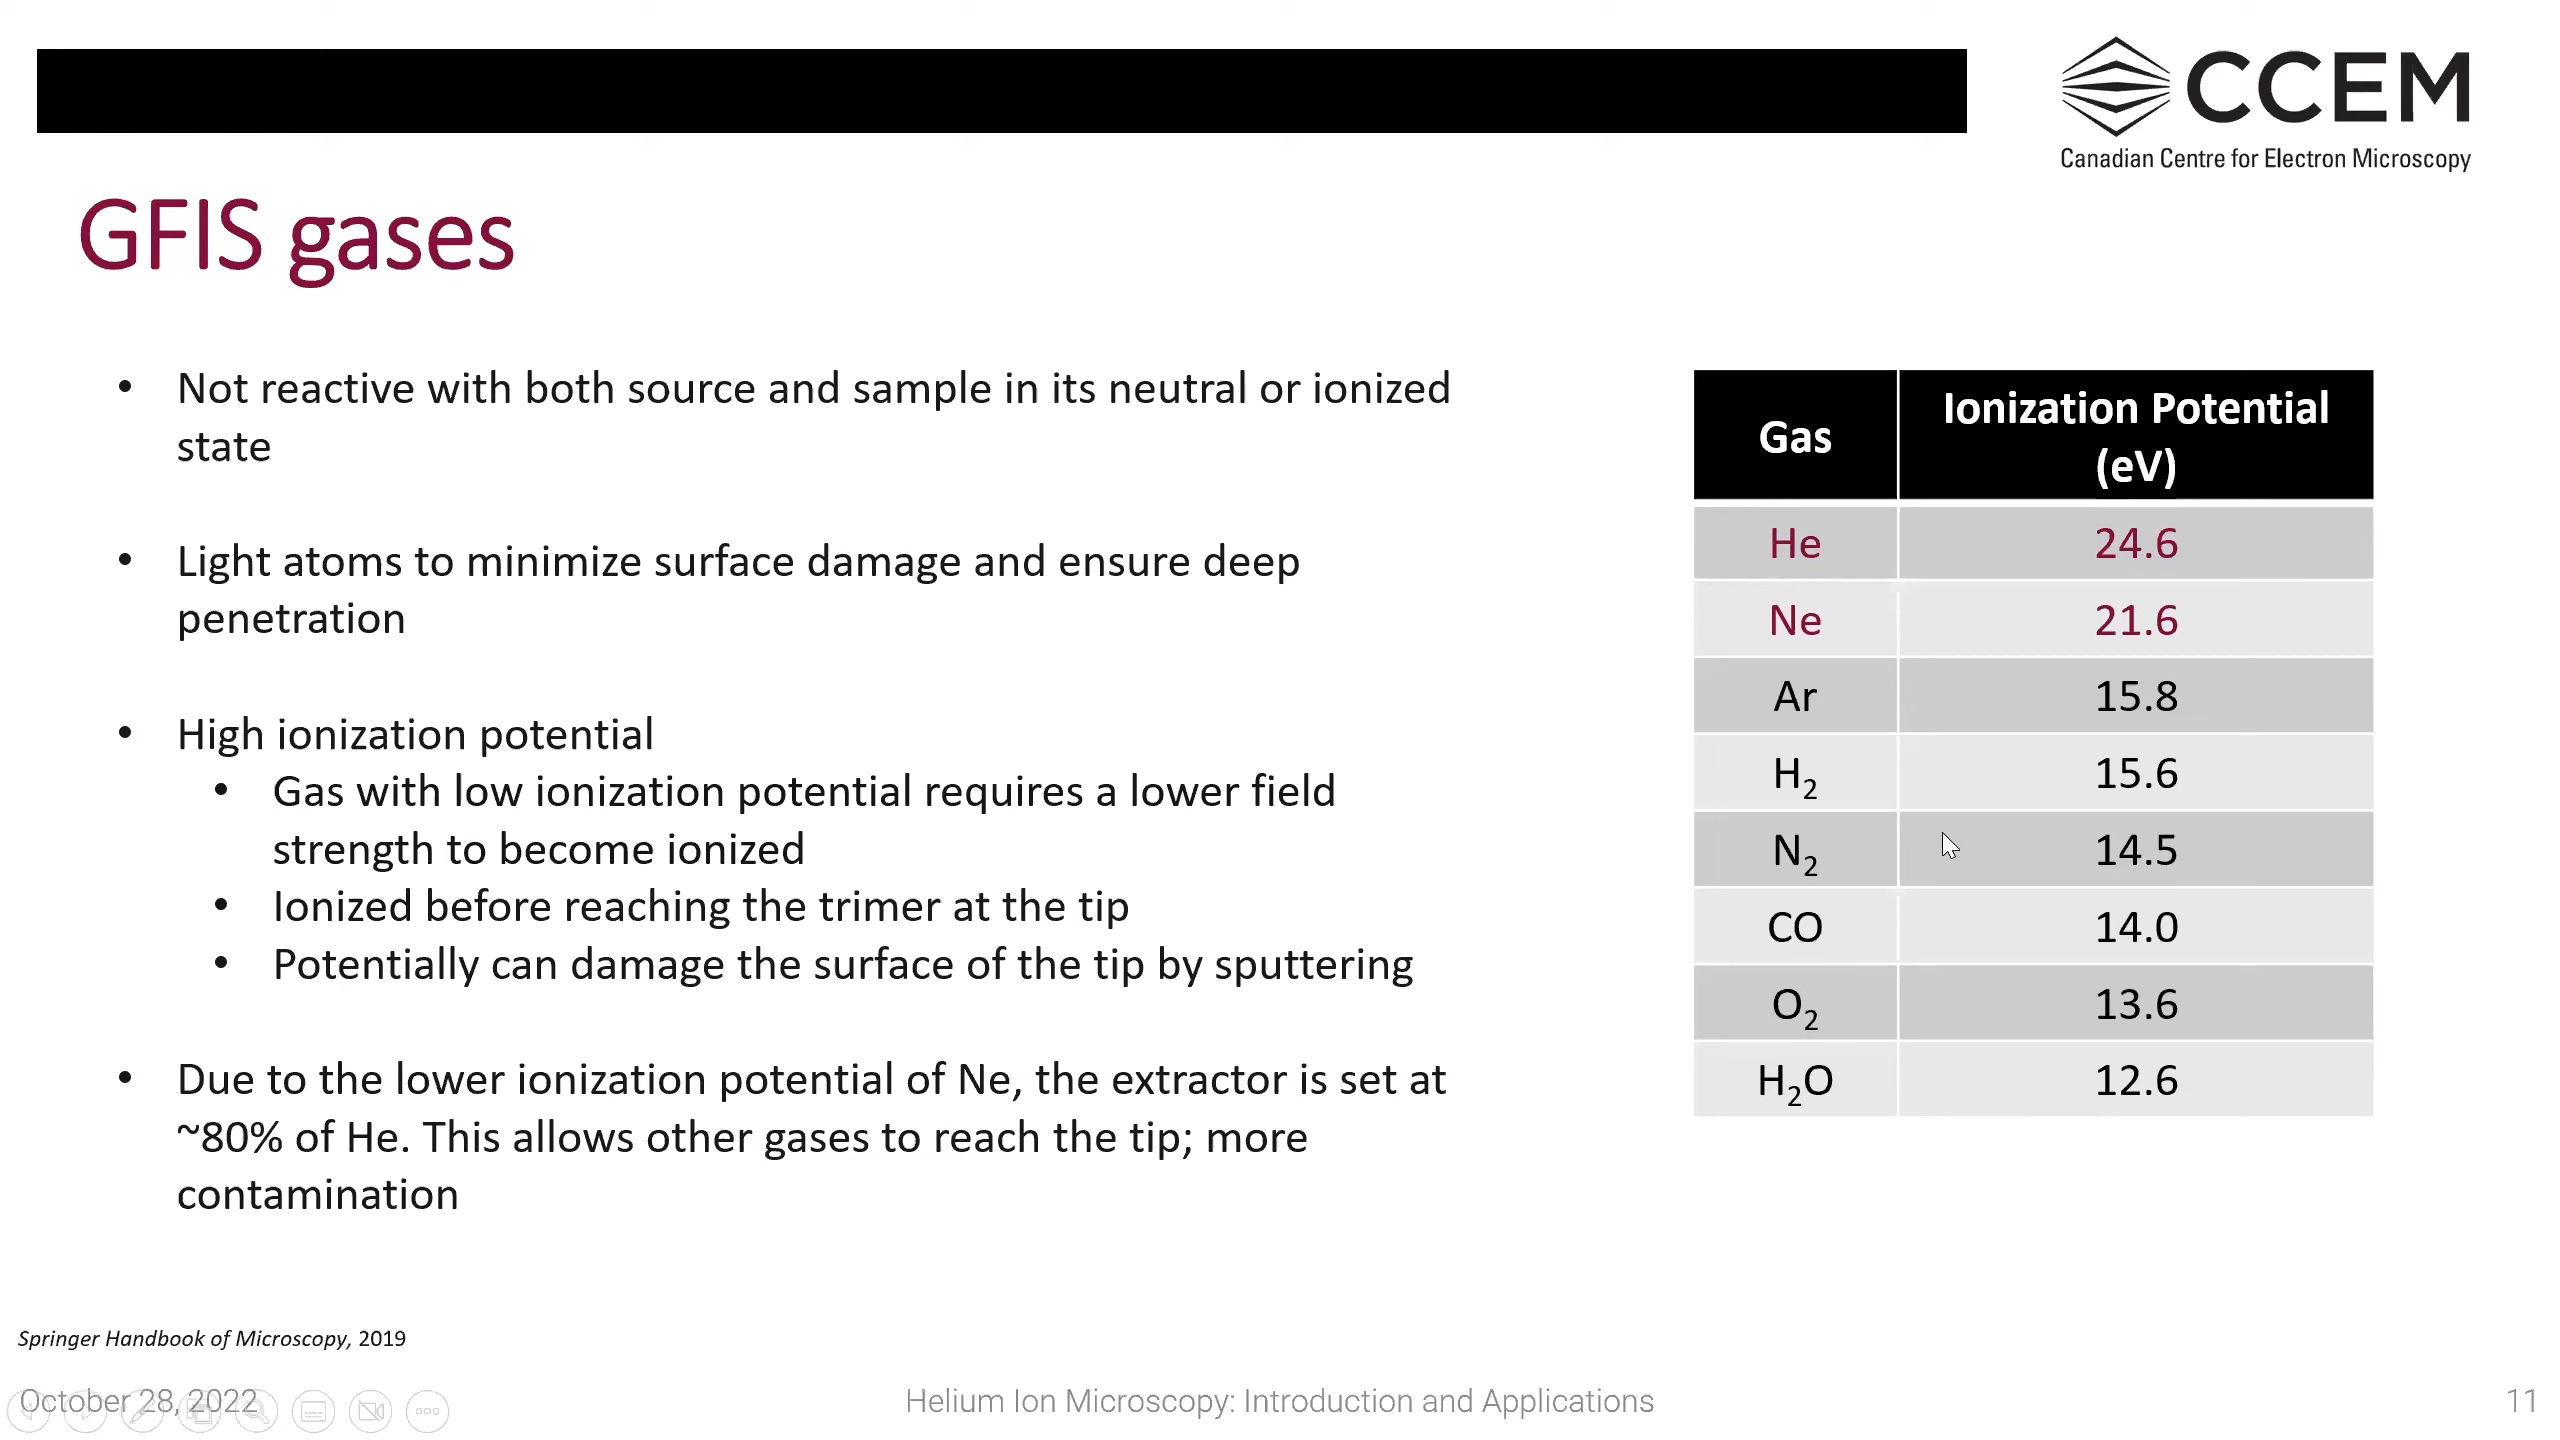 CCEM
Canadian Centre for Electron Microscopy
GFIS gases
• Not reactive with both source and sample in its neutral or ionized
state
• Light atoms to minimize surface damage and ensure deep
penetration
• High ionization potential
• Gas with low ionization potential requires a lower field
strength to become ionized
• Ionized before reaching the trimer at the tip
• Potentially can damage the surface of the tip by sputtering
• Due to the lower ionization potential of Ne, the extractor is set at
~80% of He. This allows other gases to reach the tip; more
contamination
Gas Ionization Potential
(eV)
He 24.6
Ne 21.6
Ar 15.8
H₂ 15.6
N₂ 14.5
CO 14.0
O₂ 13.6
H₂O 12.6
Springer Handbook of Microscopy, 2019
October 28, 2022
Helium Ion Microscopy: Introduction and Applications
11